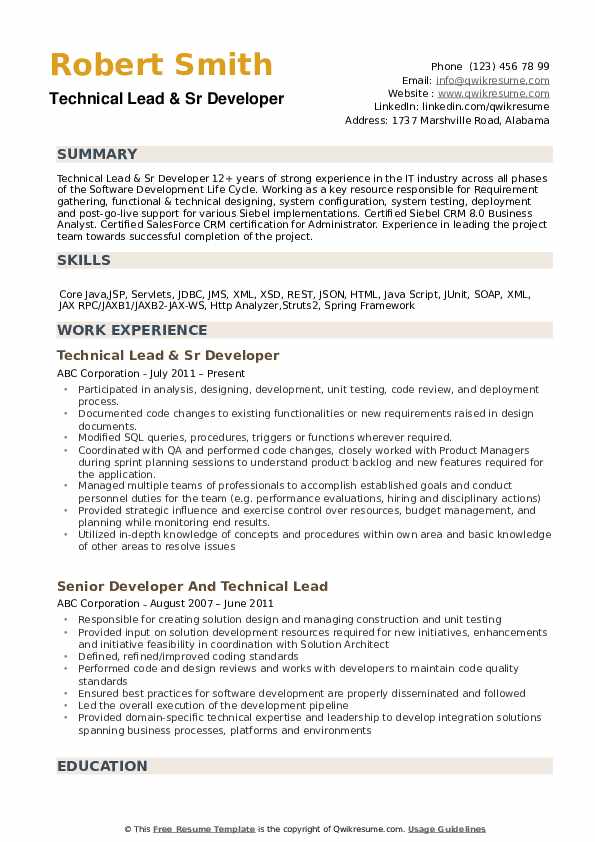 Robert Smith
Technical Lead & Sr Developer
Phone (123) 456 78 99
Email: info@qwikresume.com
Website : www.qwikresume.com
LinkedIn: linkedin.com/qwikresume
Address: 1737 Marshville Road, Alabama
SUMMARY
Technical Lead & Sr Developer 12+ years of strong experience in the IT industry across all phases
of the Software Development Life Cycle. Working as a key resource responsible for Requirement
gathering, functional & technical designing, system configuration, system testing, deployment
and post-go-live support for various Siebel implementations. Certified Siebel CRM 8.0 Business
Analyst. Certified SalesForce CRM certification for Administrator. Experience in leading the project
team towards successful completion of the project.
SKILLS
Core Java,JSP, Servlets, JDBC, JMS, XML, XSD, REST, JSON, HTML, Java Script, JUnit, SOAP, XML,
JAX RPC/JAXB1/JAXB2-JAX-WS, Http Analyzer,Struts2, Spring Framework
WORK EXPERIENCE
Technical Lead & Sr Developer
ABC Corporation - July 2011 – Present
• Participated in analysis, designing, development, unit testing, code review, and deployment
process.
• Documented code changes to existing functionalities or new requirements raised in design
documents.
• Modified SQL queries, procedures, triggers or functions wherever required.
• Coordinated with QA and performed code changes, closely worked with Product Managers
during sprint planning sessions to understand product backlog and new features required for
the application.
• Managed multiple teams of professionals to accomplish established goals and conduct
personnel duties for the team (e.g. performance evaluations, hiring and disciplinary actions)
• Provided strategic influence and exercise control over resources, budget management, and
planning while monitoring end results.
• Utilized in-depth knowledge of concepts and procedures within own area and basic knowledge
of other areas to resolve issues
Senior Developer And Technical Lead
ABC Corporation - August 2007 – June 2011
• Responsible for creating solution design and managing construction and unit testing
• Provided input on solution development resources required for new initiatives, enhancements
and initiative feasibility in coordination with Solution Architect
• Defined, refined/improved coding standards
• Performed code and design reviews and works with developers to maintain code quality
standards
• Ensured best practices for software development are properly disseminated and followed
• Led the overall execution of the development pipeline
• Provided domain-specific technical expertise and leadership to develop integration solutions
spanning business processes, platforms and environments
EDUCATION
© This Free Resume Template is the copyright of Qwikresume.com. Usage Guidelines